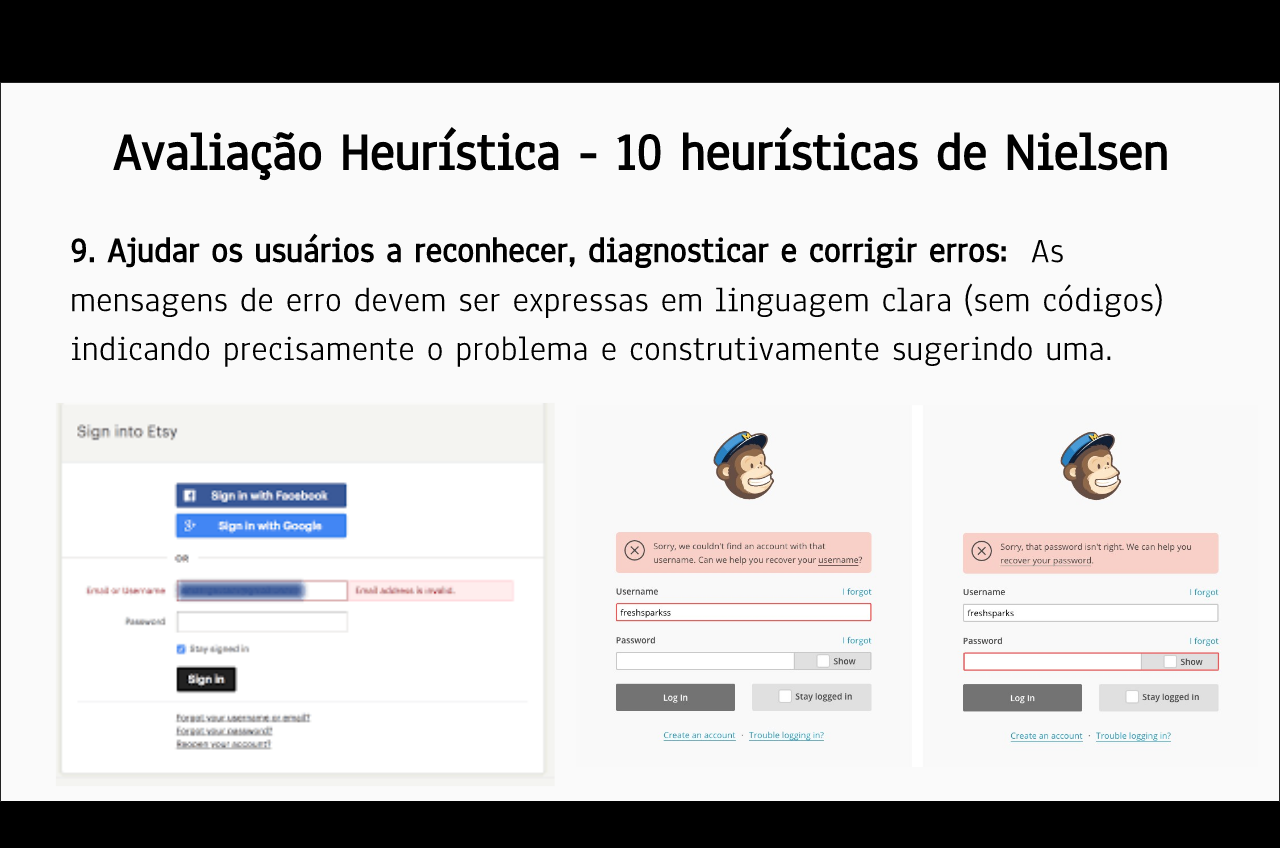 Avaliação Heurística - 10 heurísticas de Nielsen
9. Ajudar os usuários a reconhecer, diagnosticar e corrigir erros: As
mensagens de erro devem ser expressas em linguagem clara (sem códigos)
indicando precisamente o problema e construtivamente sugerindo uma.
Sign into Etsy
Sign in with Facebook
g+ Sign in with Google
OR
Email or Username
Email address is invalid.
Password
Stay signed in
Sign in
Forgot your username or email?
Forgot your password?
Reopen your account?
Sorry, we couldn't find an account with that
username. Can we help you recover your username?
Username I forgot
freshsparkss
Password I forgot
Show
Log In Stay logged in
Create an account · Trouble logging in?
Sorry, that password isn't right. We can help you
recover your password.
Username I forgot
freshsparks
Password I forgot
Show
Log In Stay logged in
Create an account · Trouble logging in?